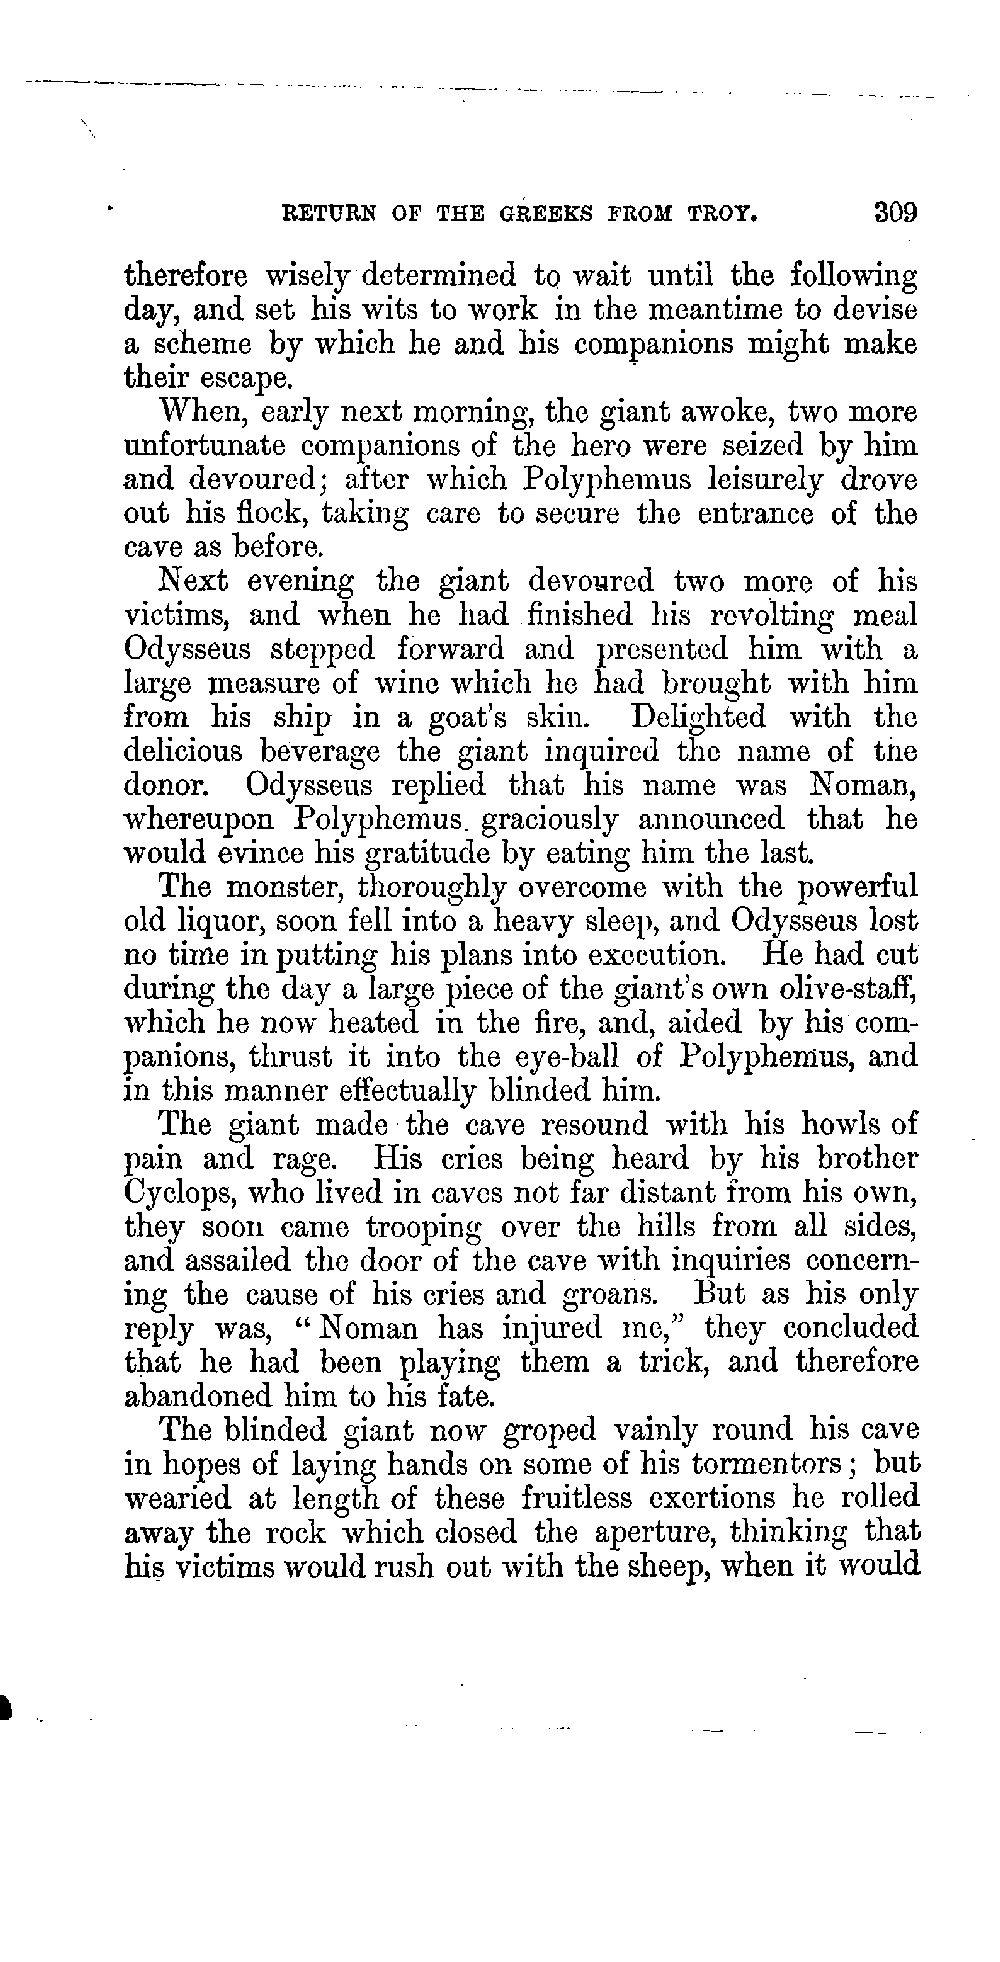 RETURN OF THE GREEKS FROM TROY. 309
therefore wisely determined to wait until the following
day, and set his wits to work in the meantime to devise
a scheme by which he and his companions might make
their escape.
When, early next morning, the giant awoke, two more
unfortunate companions of the hero were seized by him
and devoured; after which Polyphemus leisurely drove
out his flock, taking care to secure the entrance of the
cave as before.
Next evening the giant devoured two more of his
victims, and when he had finished his revolting meal
Odysseus stepped forward and presented him with a
large measure of wine which he had brought with him
from his ship in a goat's skin. Delighted with the
delicious beverage the giant inquired the name of the
donor. Odysseus replied that his name was Noman,
whereupon Polyphemus graciously announced that he
would evince his gratitude by eating him the last.
The monster, thoroughly overcome with the powerful
old liquor, soon fell into a heavy sleep, and Odysseus lost
no time in putting his plans into execution. He had cut
during the day a large piece of the giant's own olive-staff,
which he now heated in the fire, and, aided by his com-
panions, thrust it into the eye-ball of Polyphemus, and
in this manner effectually blinded him.
The giant made the cave resound with his howls of
pain and rage. His cries being heard by his brother
Cyclops, who lived in caves not far distant from his own,
they soon came trooping over the hills from all sides,
and assailed the door of the cave with inquiries concern-
ing the cause of his cries and groans. But as his only
reply was, "Noman has injured me," they concluded
that he had been playing them a trick, and therefore
abandoned him to his fate.
The blinded giant now groped vainly round his cave
in hopes of laying hands on some of his tormentors; but
wearied at length of these fruitless exertions he rolled
away the rock which closed the aperture, thinking that
his victims would rush out with the sheep, when it would